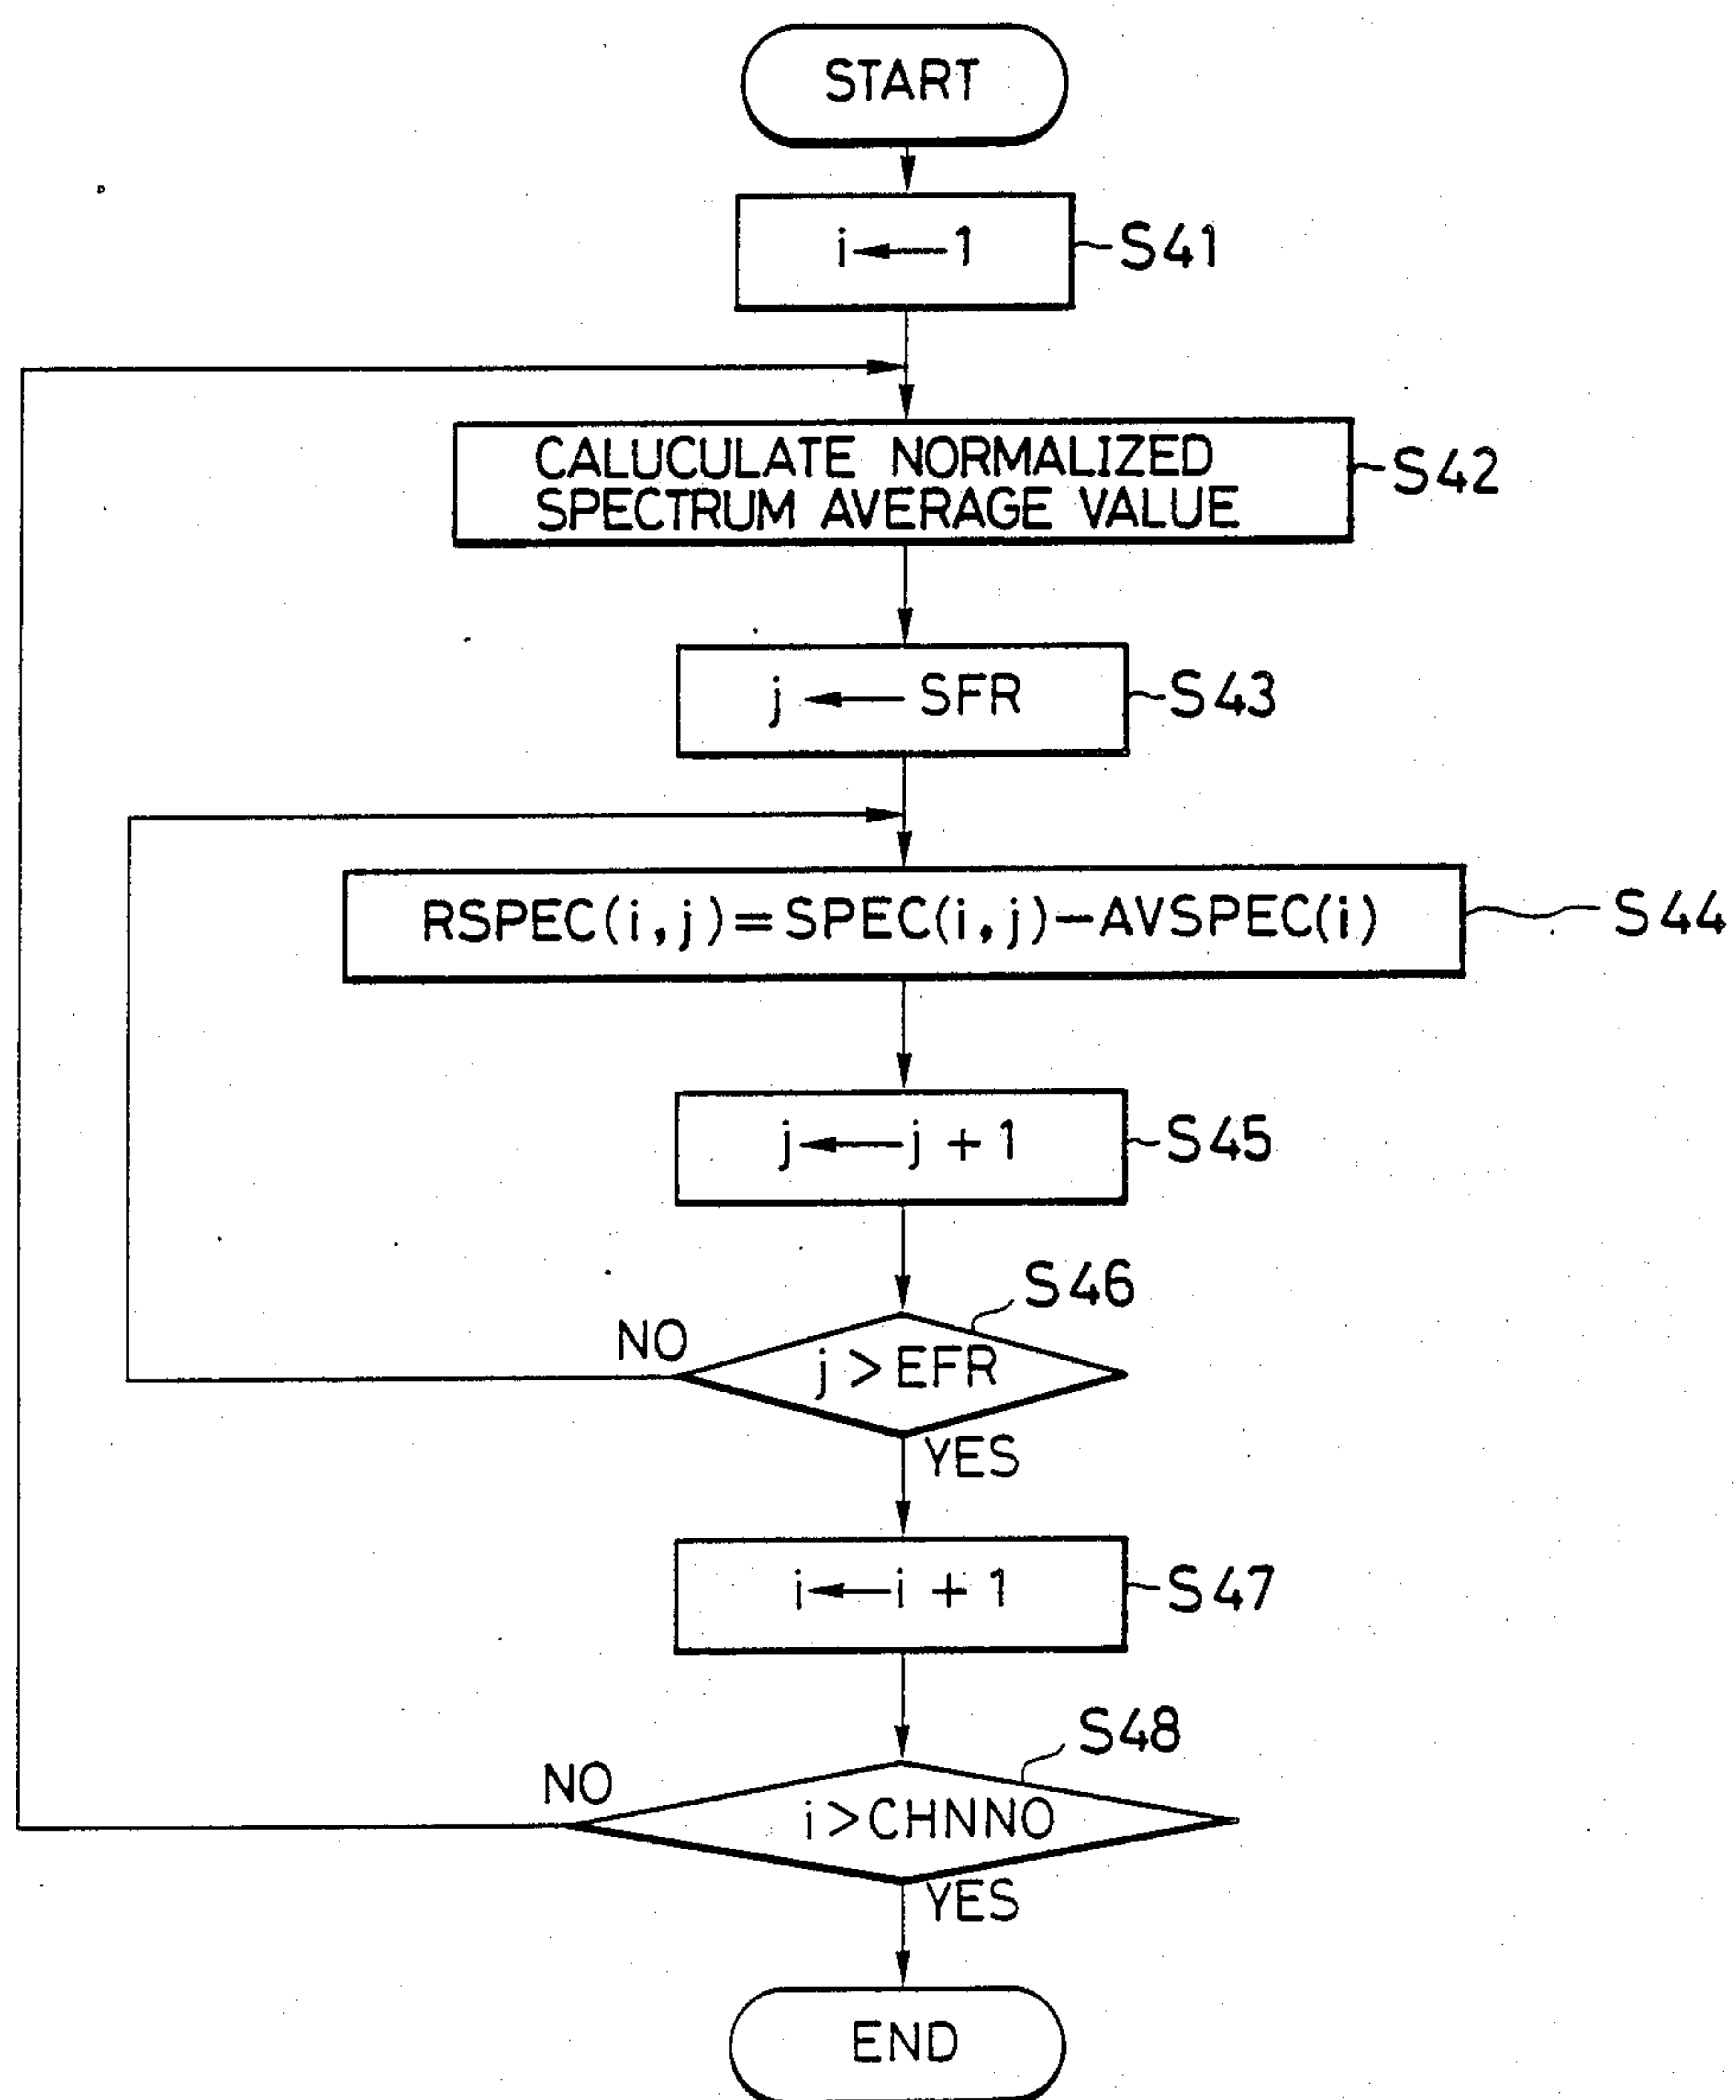 START
i ← 1
S41
CALUCULATE NORMALIZED
SPECTRUM AVERAGE VALUE
S42
j ← SFR
S43
RSPEC(i,j)=SPEC(i,j)−AVSPEC(i)
S44
j ← j + 1
S45
S46
NO
j > EFR
YES
i ← i + 1
S47
S48
NO
i > CHNNO
YES
END